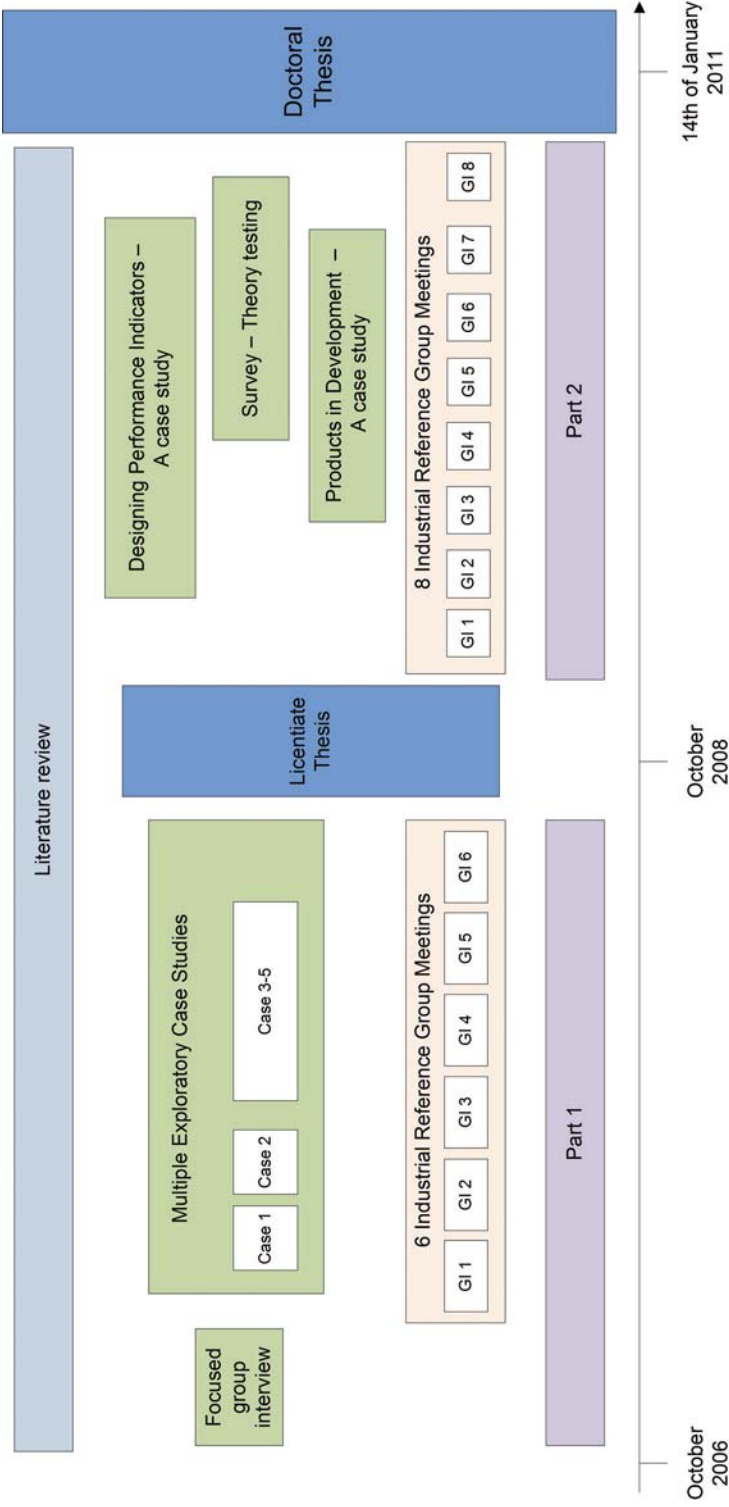 Literature review
Focused
group
interview
Multiple Exploratory Case Studies
Case 1
Case 2
Case 3-5
6 Industrial Reference Group Meetings
GI 1
GI 2
GI 3
GI 4
GI 5
GI 6
Part 1
Licentiate
Thesis
Designing Performance Indicators –
A case study
Survey – Theory testing
Products in Development –
A case study
8 Industrial Reference Group Meetings
GI 1
GI 2
GI 3
GI 4
GI 5
GI 6
GI 7
GI 8
Part 2
Doctoral
Thesis
October
2006
October
2008
14th of January
2011